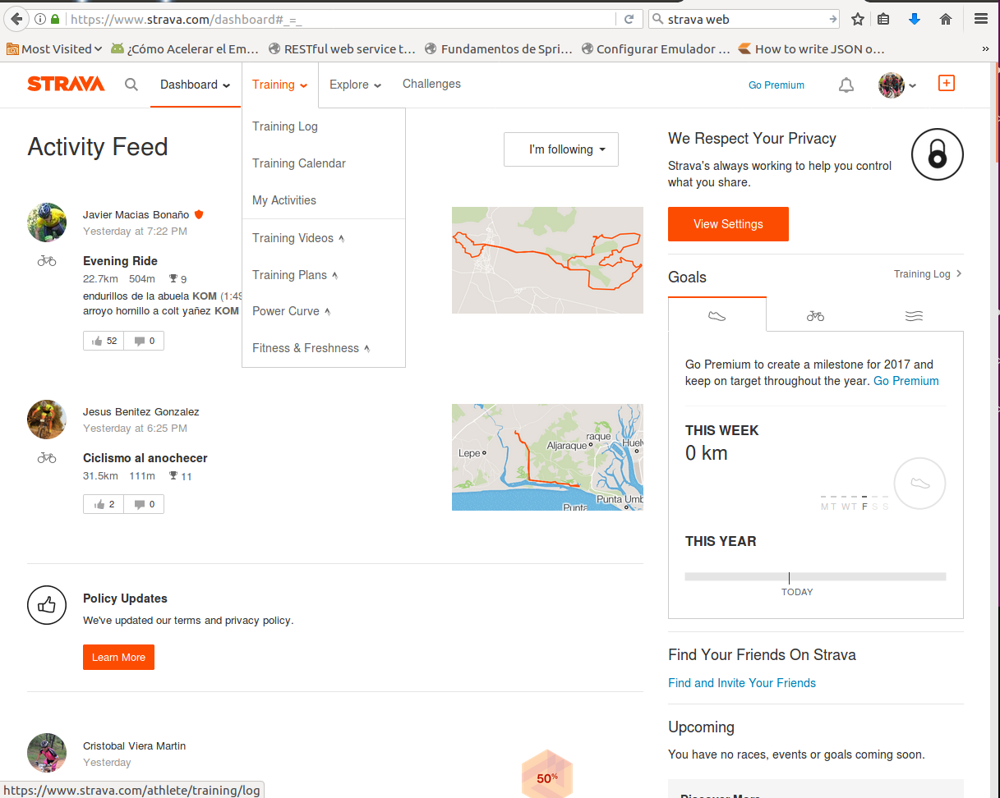 https://www.strava.com/dashboard#_=_
strava web
Most Visited
¿Cómo Acelerar el Em...
RESTful web service t...
Fundamentos de Spri...
Configurar Emulador ...
How to write JSON o...
STRAVA
Dashboard
Training
Explore
Challenges
Go Premium
Training Log
Training Calendar
My Activities
Training Videos
Training Plans
Power Curve
Fitness & Freshness
Activity Feed
I'm following
Javier Macias Bonaño
Yesterday at 7:22 PM
Evening Ride
22.7km 504m 9
endurillos de la abuela KOM (1:49
arroyo hornillo a colt yañez KOM
52 0
Jesus Benitez Gonzalez
Yesterday at 6:25 PM
Ciclismo al anochecer
31.5km 111m 11
2 0
Lepe
Aljaraque
raque
Huelv
Punta Umb
Punta
Policy Updates
We've updated our terms and privacy policy.
Learn More
Cristobal Viera Martin
Yesterday
50%
We Respect Your Privacy
Strava's always working to help you control
what you share.
View Settings
Goals
Training Log
Go Premium to create a milestone for 2017 and
keep on target throughout the year. Go Premium
THIS WEEK
0 km
M T W T F S S
THIS YEAR
TODAY
Find Your Friends On Strava
Find and Invite Your Friends
Upcoming
You have no races, events or goals coming soon.
Discover More
https://www.strava.com/athlete/training/log